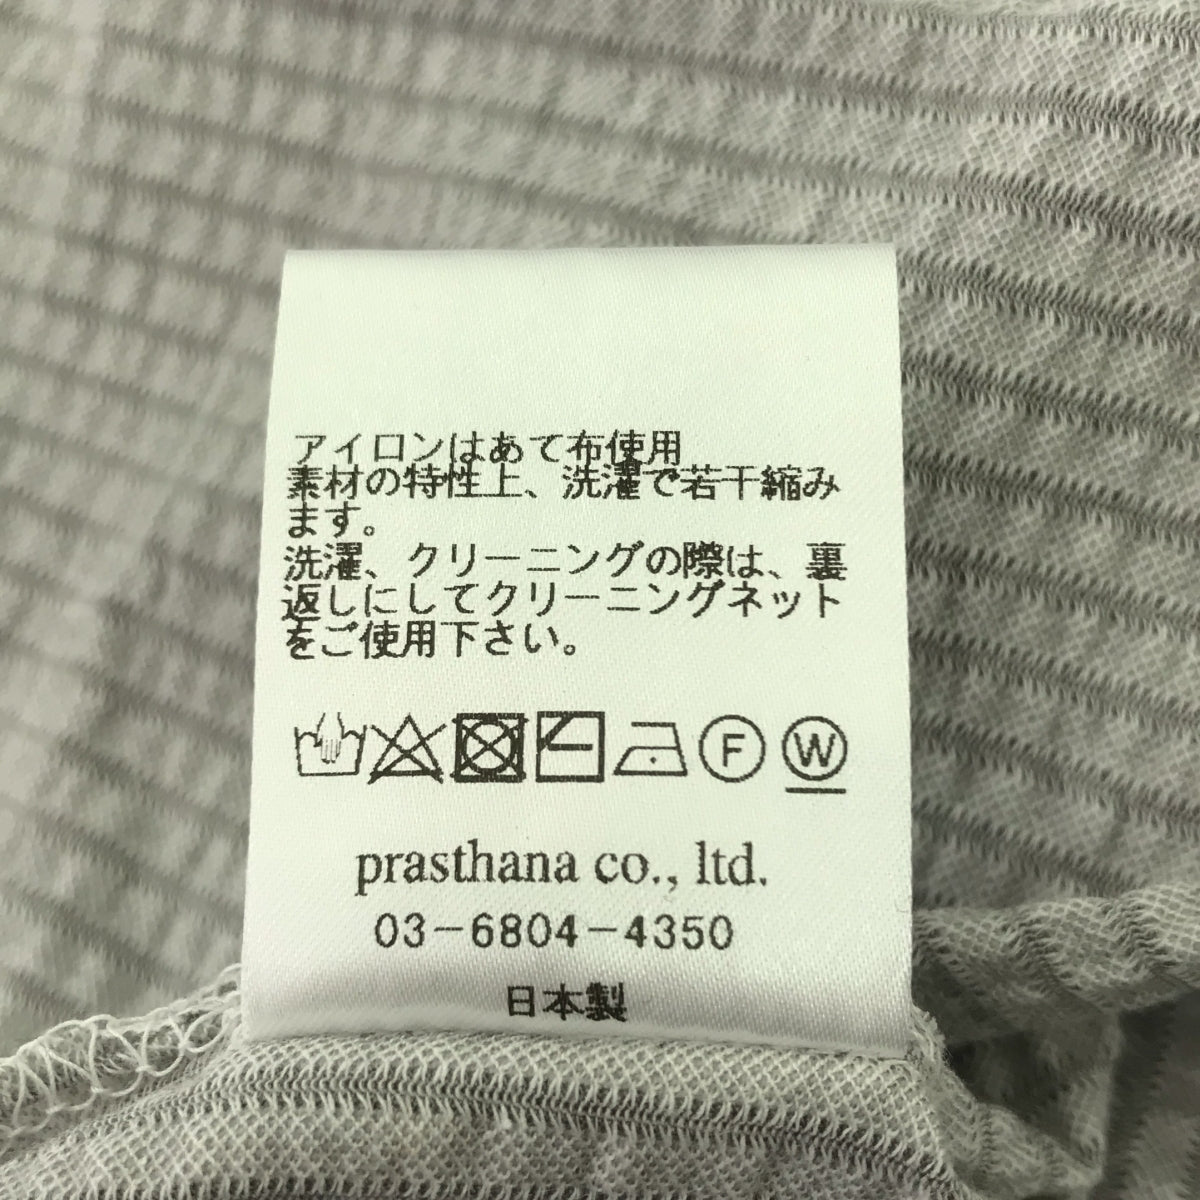 アイロンはあて布使用
素材の特性上、洗濯で若干縮み
ます。
洗濯、クリーニングの際は、裏
返しにしてクリーニングネット
をご使用下さい。
F W
prasthana co., ltd.
03-6804-4350
日本製